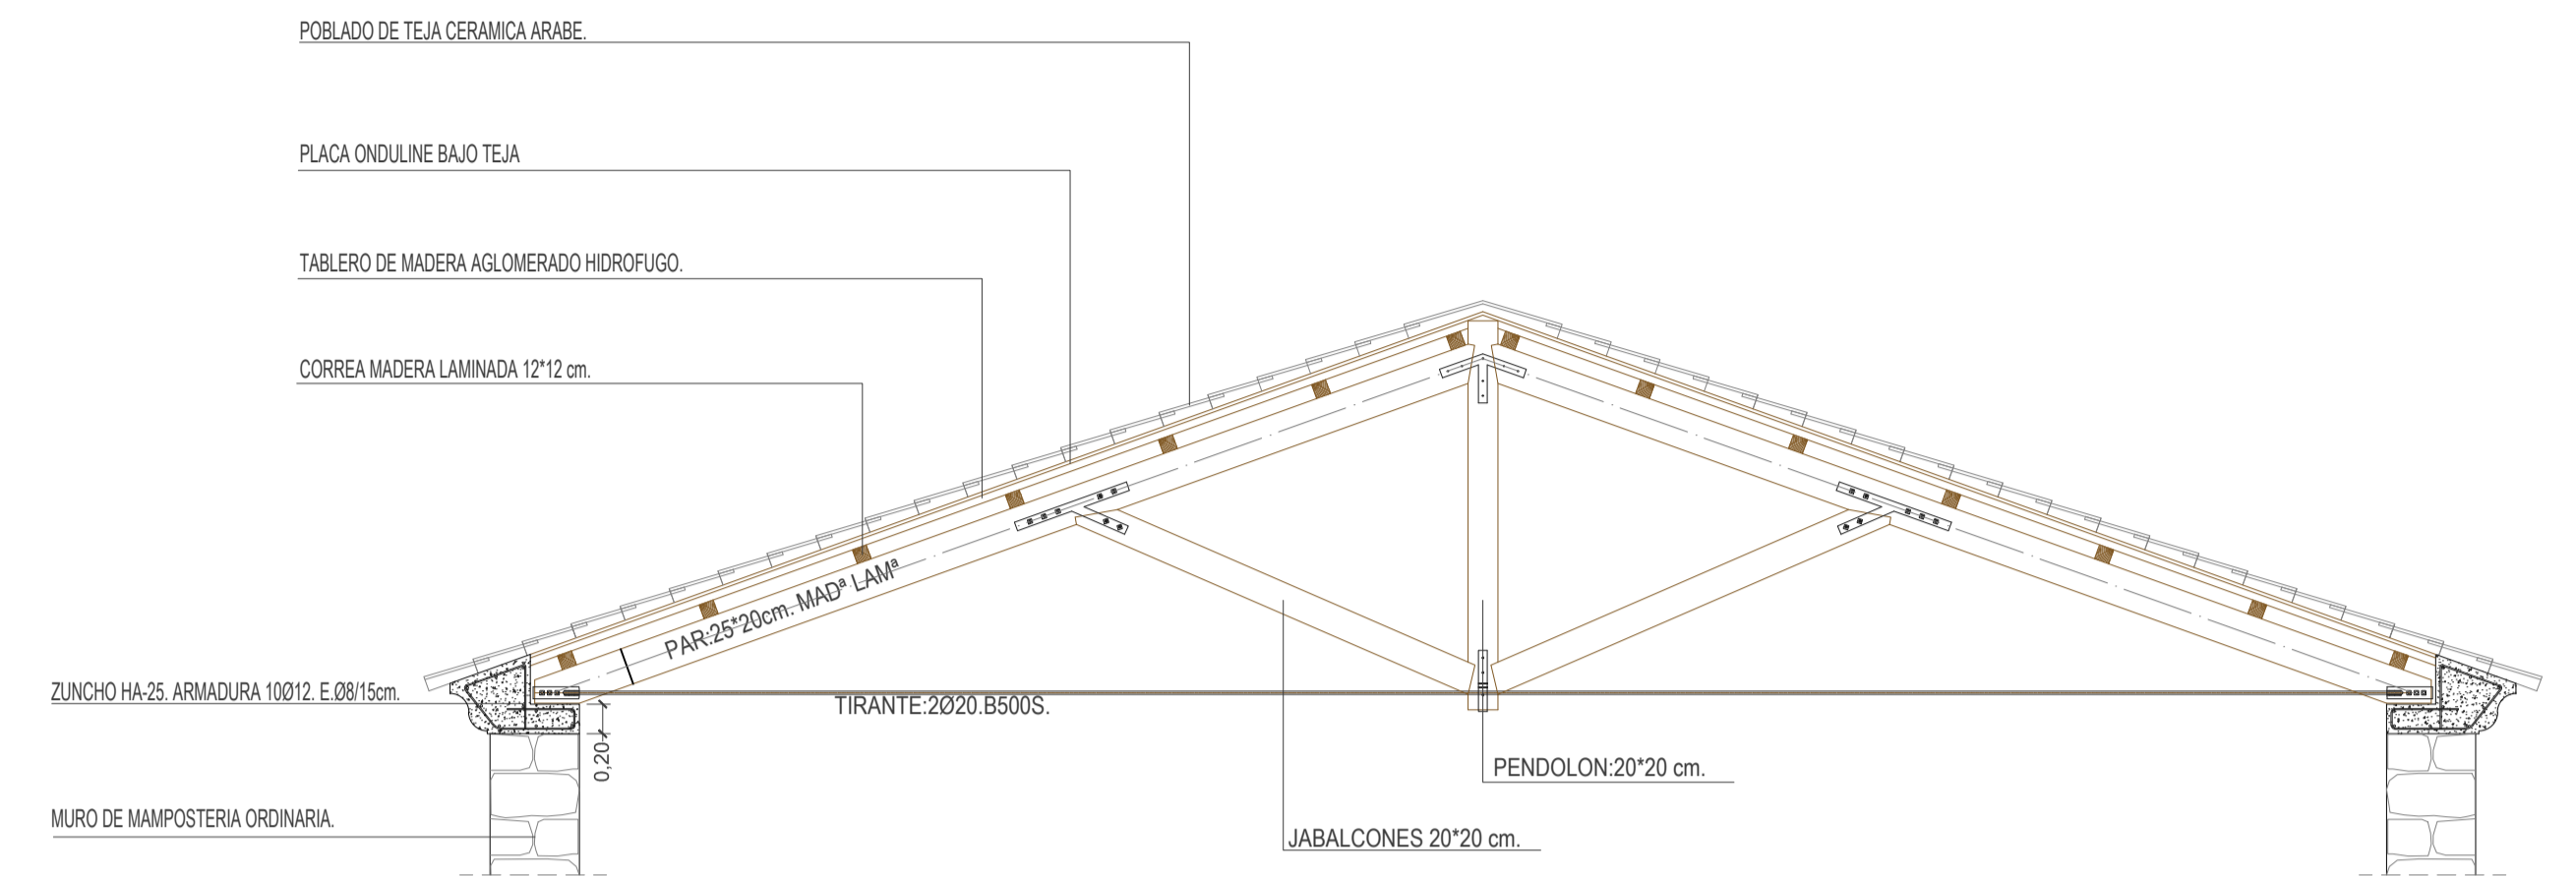 POBLADO DE TEJA CERAMICA ARABE.
PLACA ONDULINE BAJO TEJA
TABLERO DE MADERA AGLOMERADO HIDROFUGO.
CORREA MADERA LAMINADA 12*12 cm.
PAR:25*20cm. MADª LAMª
ZUNCHO HA-25. ARMADURA 10Ø12. E.Ø8/15cm.
TIRANTE:2Ø20.B500S.
0,20
PENDOLON:20*20 cm.
MURO DE MAMPOSTERIA ORDINARIA.
JABALCONES 20*20 cm.